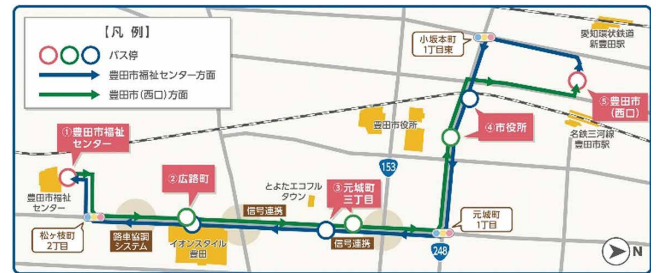 【凡 例】
バス停
豊田市福祉センター方面
豊田市(西口)方面
小坂本町
1丁目東
愛知環状鉄道
新豊田駅
⑤豊田市
(西口)
名鉄三河線
豊田市駅
④市役所
豊田市役所
153
①豊田市福祉
センター
豊田市福祉
センター
②広路町
とよたエコフル
タウン
③元城町
三丁目
元城町
1丁目
信号連携
松ヶ枝町
2丁目
路車協調
システム
イオンスタイル
豊田
信号連携
248
N